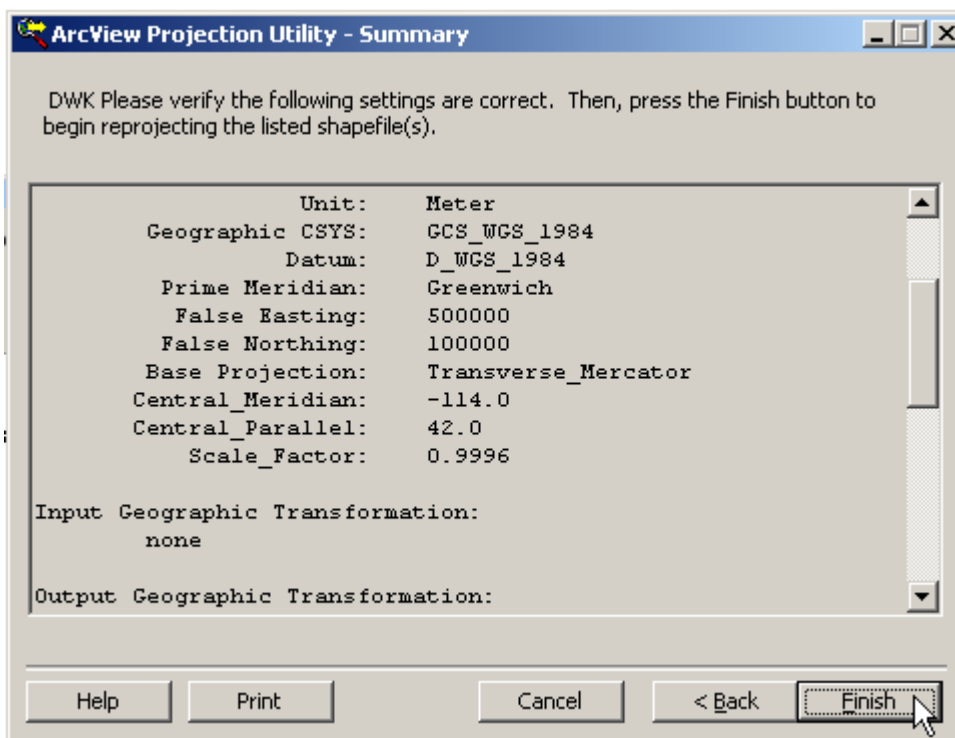 ArcView Projection Utility - Summary
DWK Please verify the following settings are correct. Then, press the Finish button to
begin reprojecting the listed shapefile(s).
Unit: Meter
Geographic CSYS: GCS_WGS_1984
Datum: D_WGS_1984
Prime Meridian: Greenwich
False Easting: 500000
False Northing: 100000
Base Projection: Transverse_Mercator
Central_Meridian: -114.0
Central_Parallel: 42.0
Scale_Factor: 0.9996
Input Geographic Transformation:
none
Output Geographic Transformation:
Help Print Cancel < Back Finish